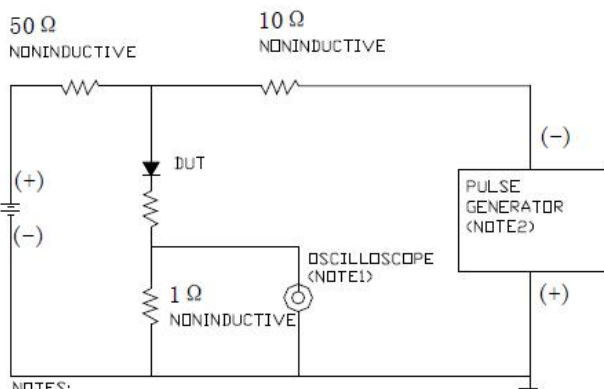 50 Ω
NONINDUCTIVE
10 Ω
NONINDUCTIVE
(+)
(-)
DUT
(-)
PULSE
GENERATOR
(NOTE2)
(+)
OSCILLOSCOPE
(NOTE1)
1 Ω
NONINDUCTIVE
NOTES: